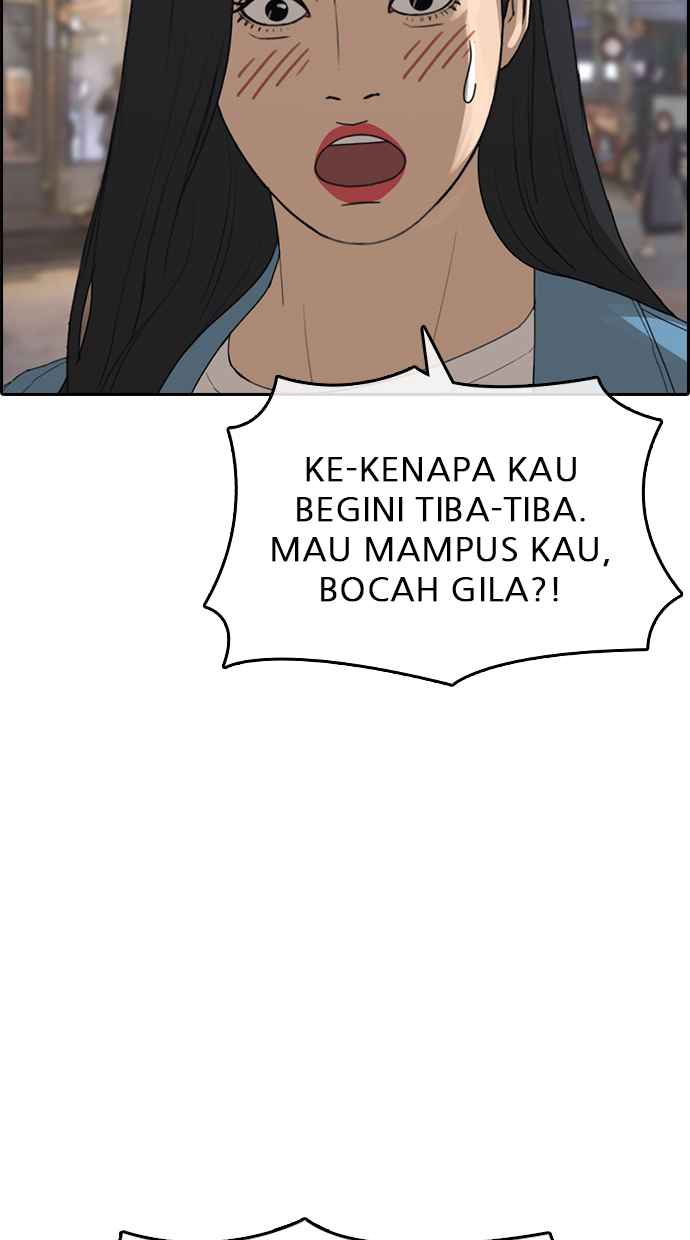 KE-KENAPA KAU
BEGINI TIBA-TIBA.
MAU MAMPUS KAU,
BOCAH GILA?!